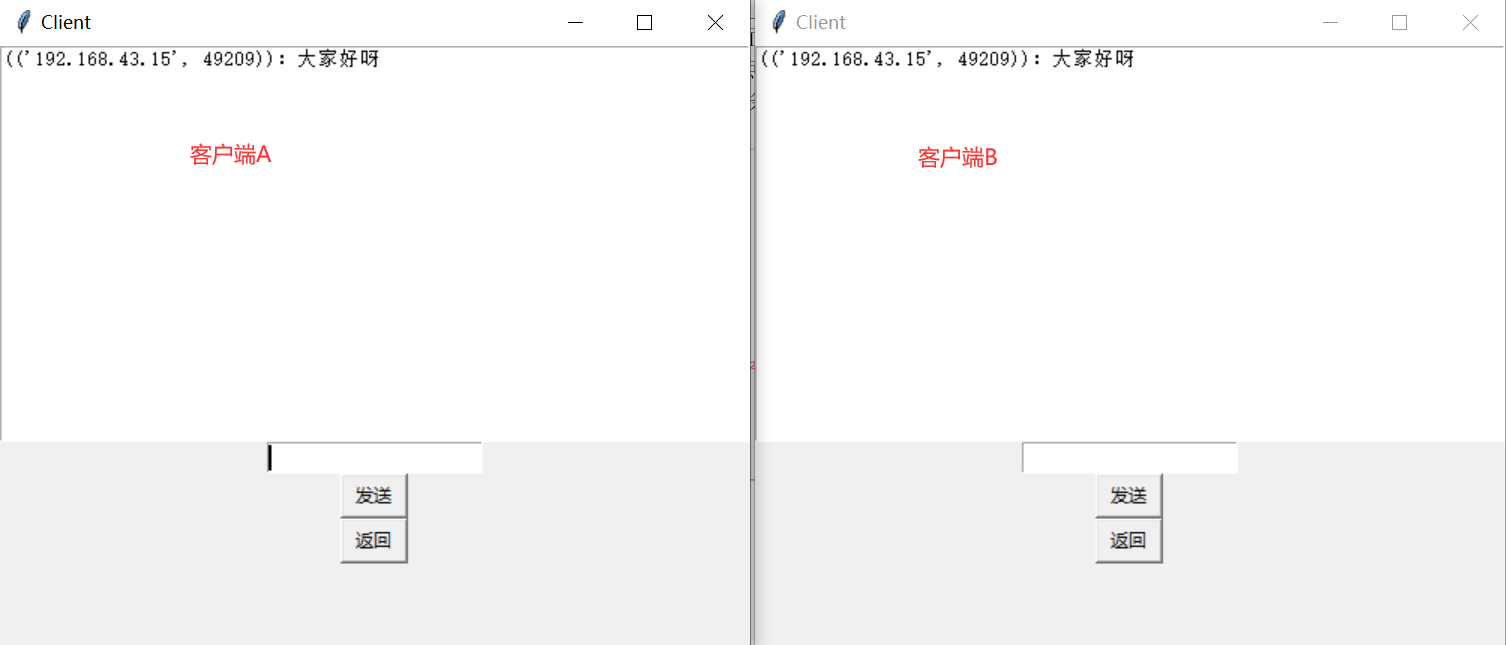 Client
(('192.168.43.15', 49209)): 大家好呀
客户端A
发送
返回
Client
(('192.168.43.15', 49209)): 大家好呀
客户端B
发送
返回